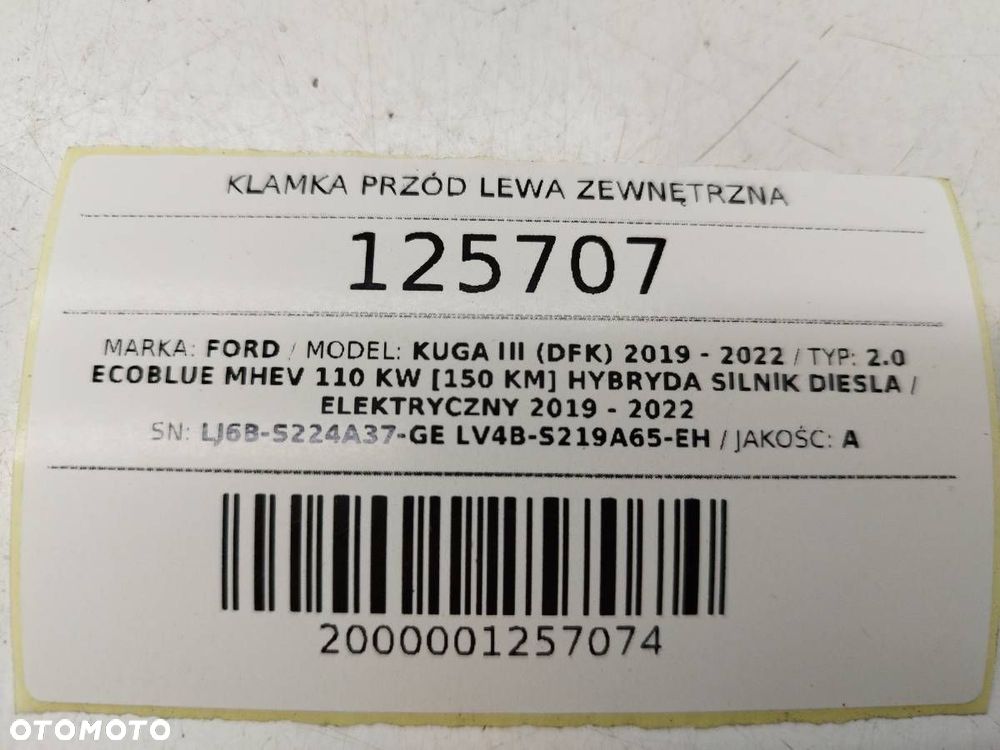 KLAMKA PRZÓD LEWA ZEWNĘTRZNA
125707
MARKA: FORD / MODEL: KUGA III (DFK) 2019 - 2022 / TYP: 2.0
ECOBLUE MHEV 110 KW [150 KM] HYBRYDA SILNIK DIESLA /
ELEKTRYCZNY 2019 - 2022
SN: LJ6B-S224A37-GE LV4B-S219A65-EH / JAKOŚC: A
2000001257074
OTOMOTO